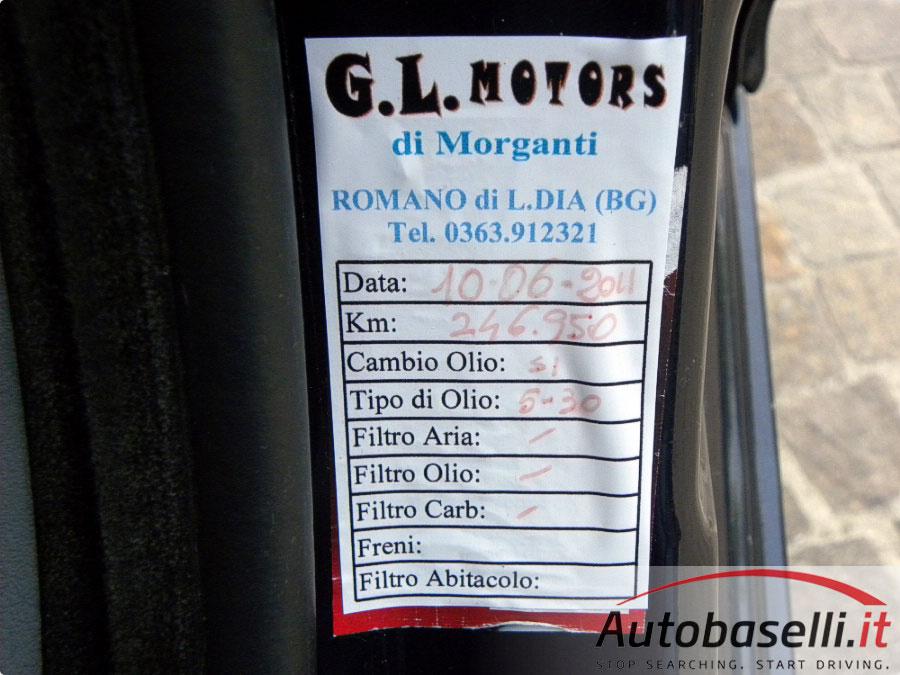 G.L. MOTORS
di Morganti
ROMANO di L.DIA (BG)
Tel. 0363.912321
Data: 10-06-2011
Km: 246.950
Cambio Olio: SI
Tipo di Olio: 5-30
Filtro Aria: /
Filtro Olio: /
Filtro Carb: /
Freni:
Filtro Abitacolo:
Autobaselli.it
STOP SEARCHING. START DRIVING.